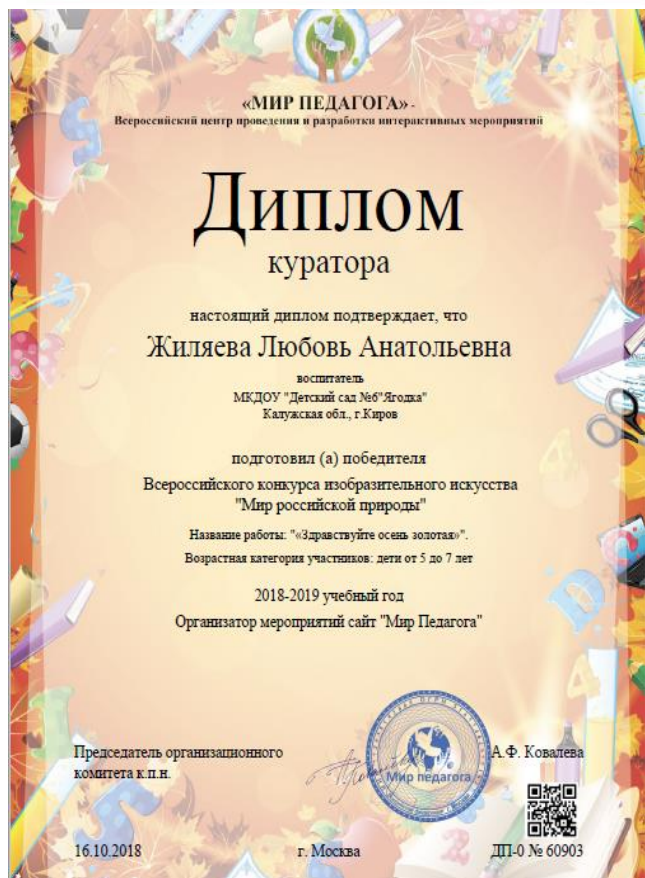 «МИР ПЕДАГОГА» -
Всероссийский центр проведения и разработки интерактивных мероприятий
Диплом
куратора
настоящий диплом подтверждает, что
Жиляева Любовь Анатольевна
воспитатель
МКДОУ "Детский сад №6"Ягодка"
Калужская обл., г.Киров
подготовил (а) победителя
Всероссийского конкурса изобразительного искусства
"Мир российской природы"
Название работы: "«Здравствуйте осень золотая»".
Возрастная категория участников: дети от 5 до 7 лет
2018-2019 учебный год
Организатор мероприятий сайт "Мир Педагога"
Председатель организационного
комитета к.п.н.
Мир педагога
А.Ф. Ковалева
16.10.2018
г. Москва
ДП-0 № 60903